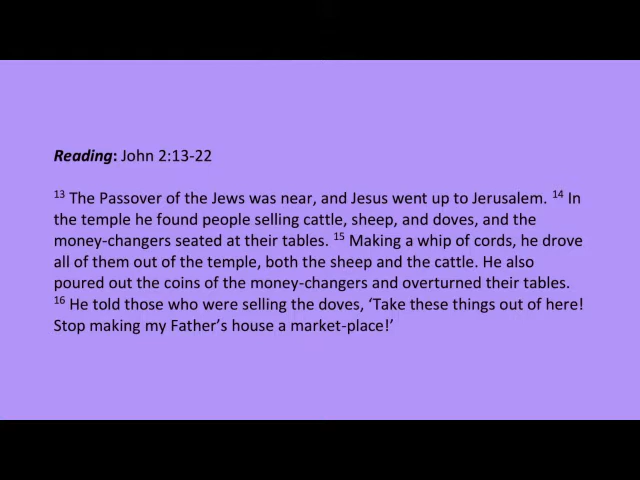 Reading: John 2:13-22
13 The Passover of the Jews was near, and Jesus went up to Jerusalem. 14 In
the temple he found people selling cattle, sheep, and doves, and the
money-changers seated at their tables. 15 Making a whip of cords, he drove
all of them out of the temple, both the sheep and the cattle. He also
poured out the coins of the money-changers and overturned their tables.
16 He told those who were selling the doves, ‘Take these things out of here!
Stop making my Father’s house a market-place!’